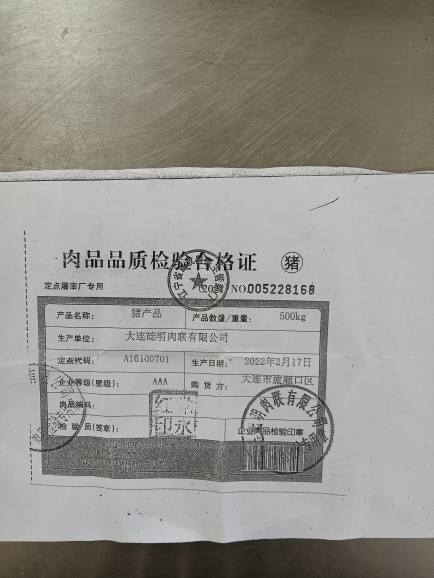 肉品品质检验合格证 猪
定点屠宰厂专用
NO.005228168
产品名称: 猪产品 产品数量/重量: 500kg
生产单位: 大连碲明肉联有限公司
定点代码: A16100701 生产日期: 2022年2月17日
企业等级(星级): AAA 购货方: 大连市旅顺口区
肉品编码:
检验员(签章): 企业肉品检验印章